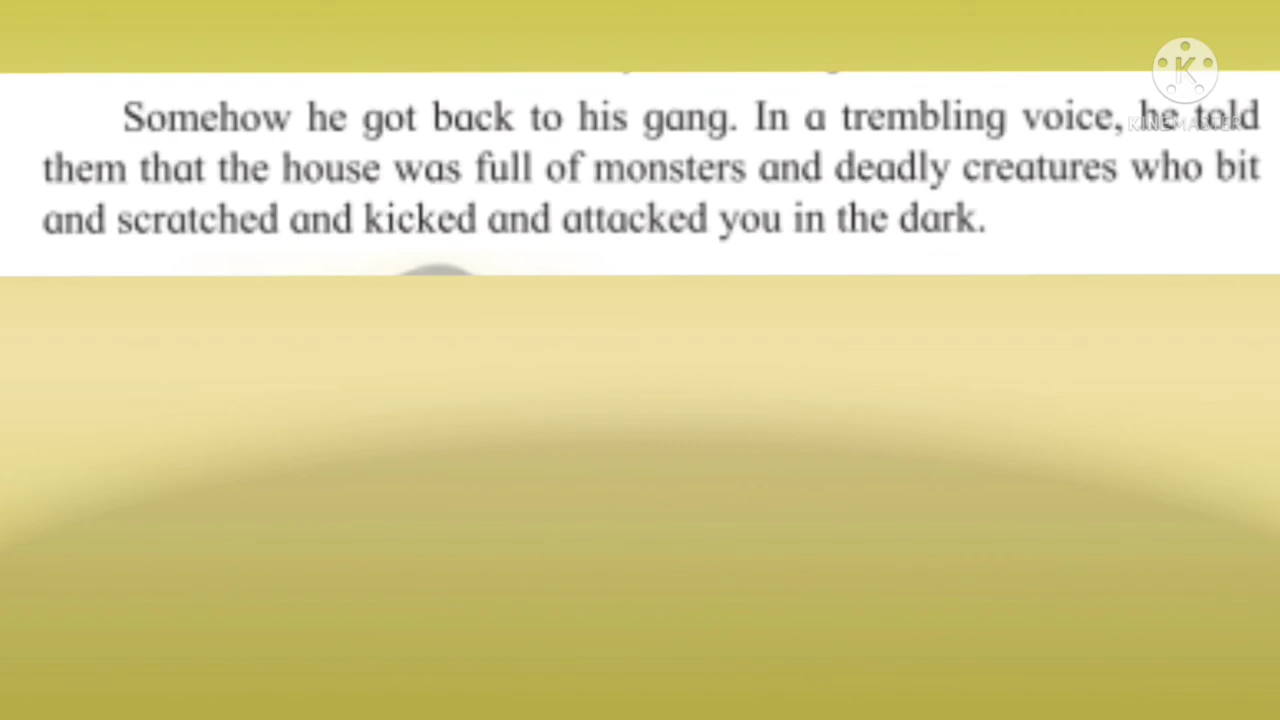 Somehow he got back to his gang. In a trembling voice, he told
them that the house was full of monsters and deadly creatures who bit
and scratched and kicked and attacked you in the dark.
K
KINEMASTER